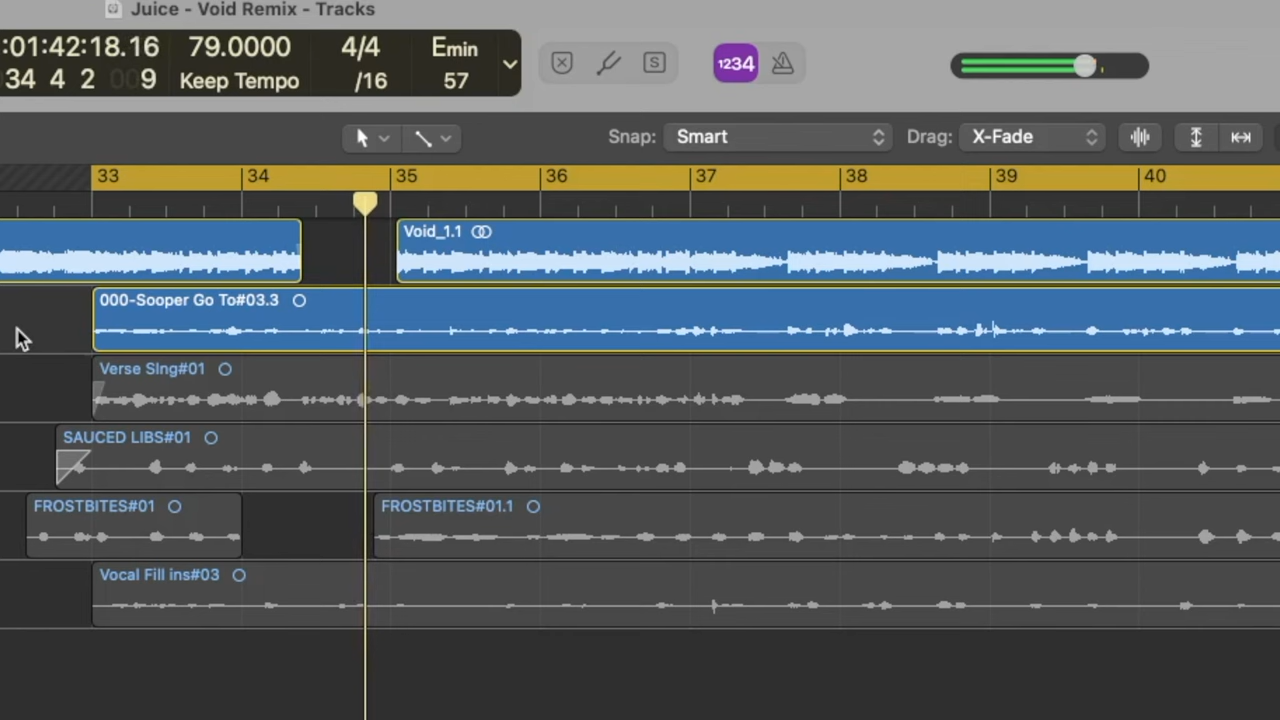 Juice - Void Remix - Tracks
:01:42:18.16 79.0000 4/4 Emin
34 4 2 009 Keep Tempo /16 57
S 1234
Snap: Smart Drag: X-Fade
33 34 35 36 37 38 39 40
Void_1.1
000-Sooper Go To#03.3
Verse SIng#01
SAUCED LIBS#01
FROSTBITES#01 FROSTBITES#01.1
Vocal Fill ins#03